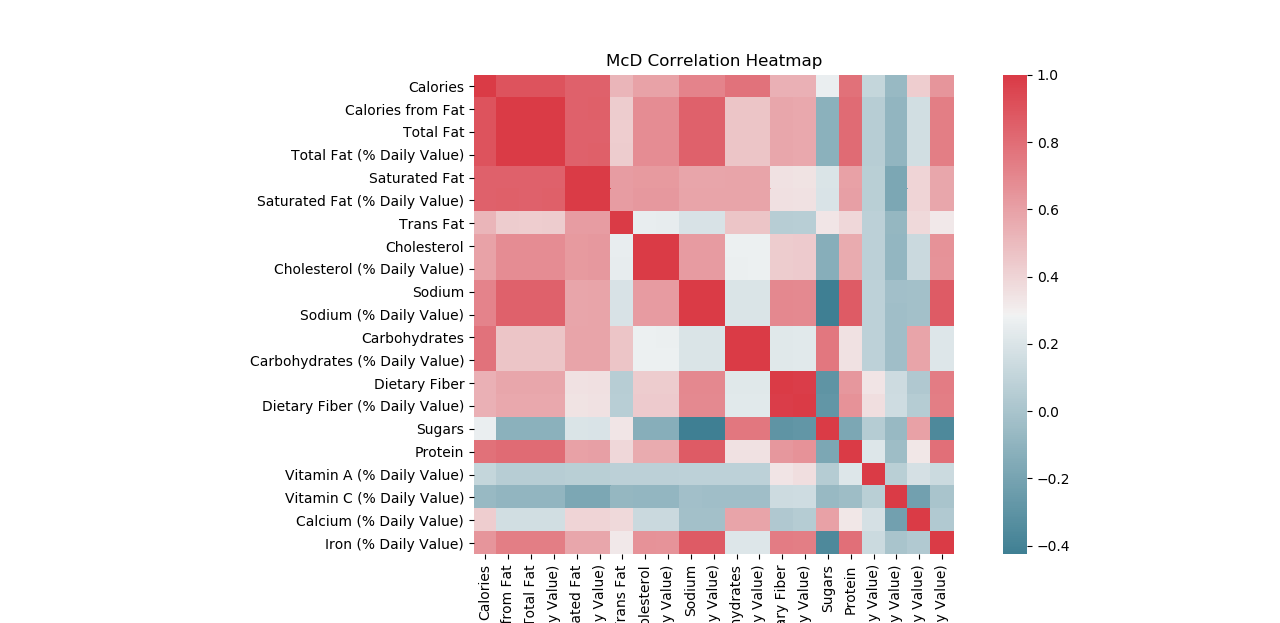 McD Correlation Heatmap
Calories
Calories from Fat
Total Fat
Total Fat (% Daily Value)
Saturated Fat
Saturated Fat (% Daily Value)
Trans Fat
Cholesterol
Cholesterol (% Daily Value)
Sodium
Sodium (% Daily Value)
Carbohydrates
Carbohydrates (% Daily Value)
Dietary Fiber
Dietary Fiber (% Daily Value)
Sugars
Protein
Vitamin A (% Daily Value)
Vitamin C (% Daily Value)
Calcium (% Daily Value)
Iron (% Daily Value)
1.0
0.8
0.6
0.4
0.2
0.0
−0.2
−0.4
Calories
from Fat
Total Fat
y Value)
ated Fat
y Value)
rans Fat
olesterol
y Value)
Sodium
y Value)
hydrates
y Value)
ary Fiber
y Value)
Sugars
Protein
y Value)
y Value)
y Value)
y Value)